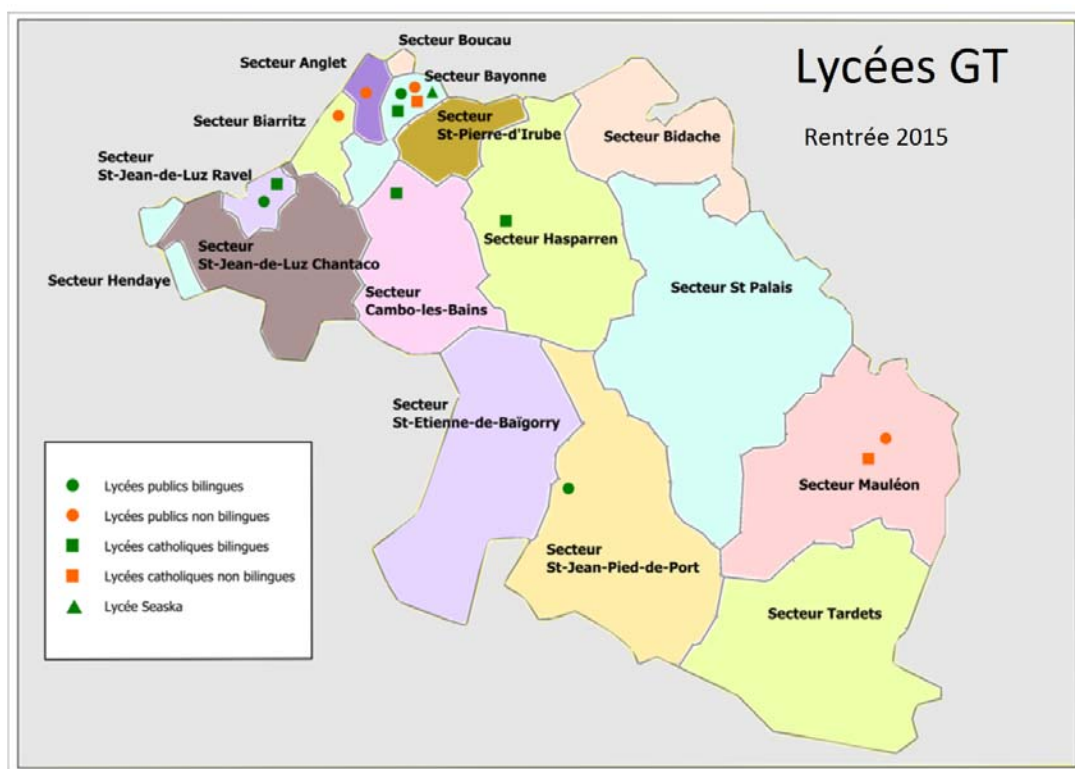 Lycées GT
Rentrée 2015
Secteur Boucau
Secteur Anglet
Secteur Bayonne
Secteur
St-Pierre-d'Irube
Secteur Biarritz
Secteur Bidache
Secteur
St-Jean-de-Luz Ravel
Secteur Hasparren
Secteur
St-Jean-de-Luz Chantaco
Secteur Hendaye
Secteur
Cambo-les-Bains
Secteur St Palais
Secteur
St-Etienne-de-Baïgorry
Secteur Mauléon
Secteur
St-Jean-Pied-de-Port
Secteur Tardets
Lycées publics bilingues
Lycées publics non bilingues
Lycées catholiques bilingues
Lycées catholiques non bilingues
Lycée Seaska